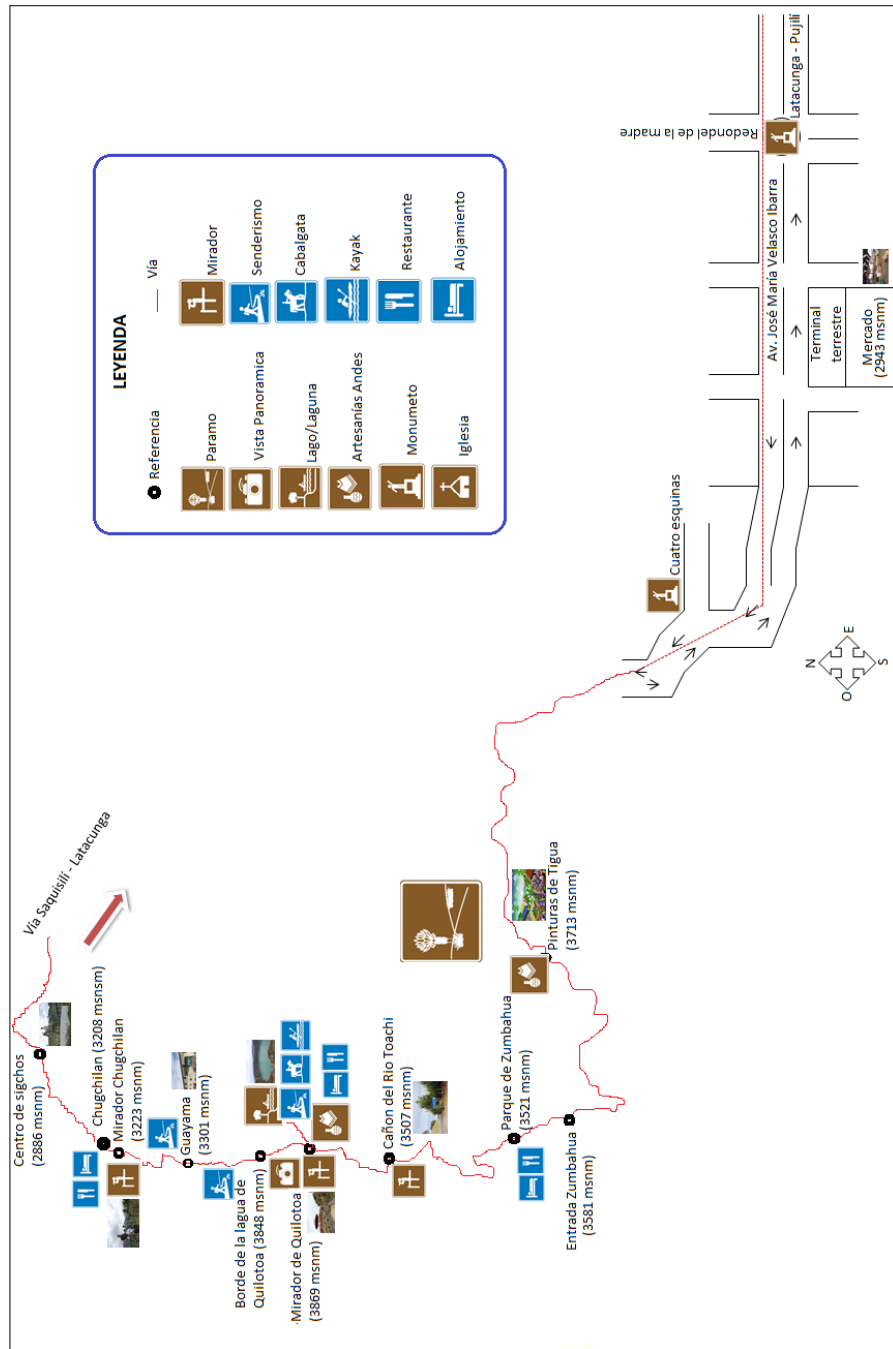 LEYENDA
Referencia
Vía
Paramo
Mirador
Vista Panoramica
Senderismo
Lago/Laguna
Cabalgata
Artesanías Andes
Kayak
Monumeto
Restaurante
Iglesia
Alojamiento
Vía Saquisilí - Latacunga
Centro de sigchos
(2886 msnm)
Chugchilan (3208 msnsm)
Mirador Chugchilan
(3223 msnm)
Guayama
(3301 msnm)
Borde de la lagua de
Quilotoa (3848 msnm)
Mirador de Quilotoa
(3869 msnm)
Cañon del Rio Toachi
(3507 msnm)
Parque de Zumbahua
(3521 msnm)
Entrada Zumbahua
(3581 msnm)
Pinturas de Tigua
(3713 msnm)
Cuatro esquinas
Redondel de la madre
Latacunga - Pujilí
Av. José María Velasco Ibarra
Terminal
terrestre
Mercado
(2943 msnm)
N
O
E
S